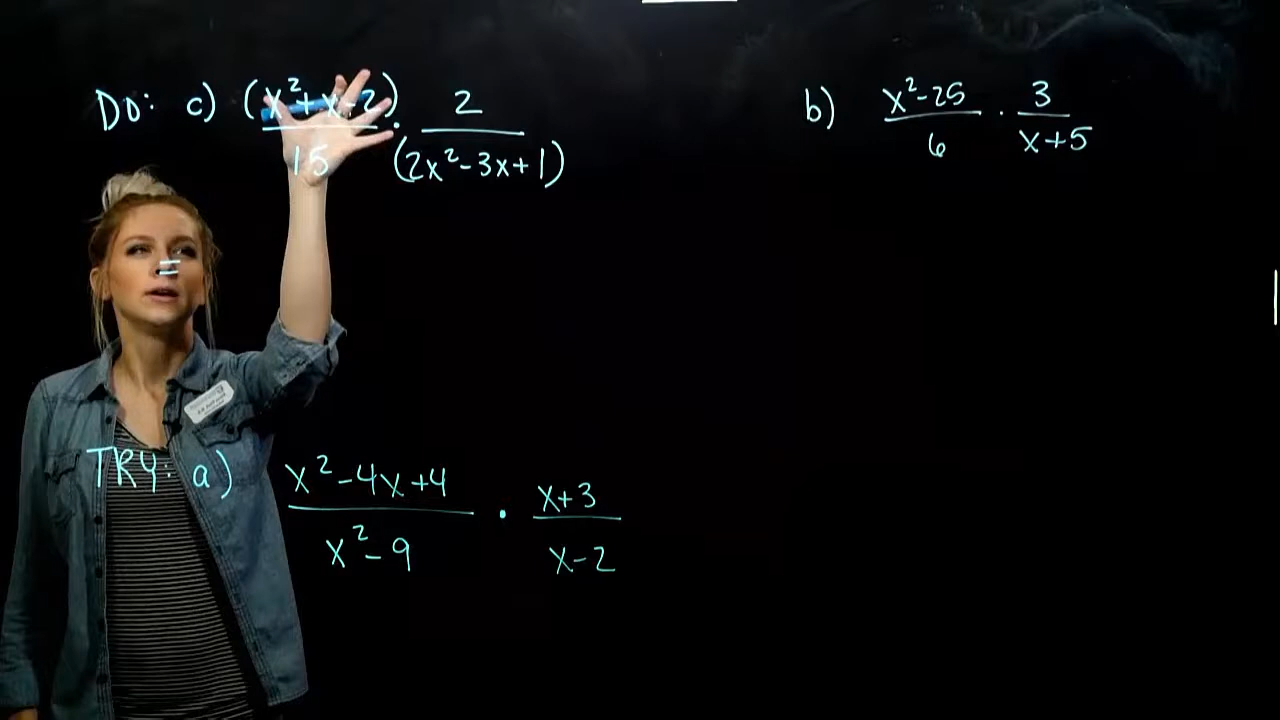 Do: c) (x²+x-2)/15 · 2/(2x²-3x+1)
=
b) x²-25/6 · 3/x+5
TRY: a) x²-4x+4/x²-9 · x+3/x-2